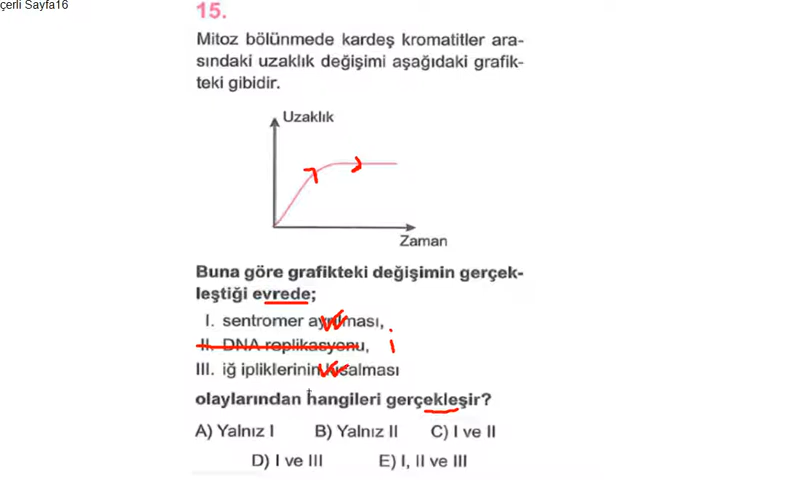 çerli Sayfa16
15.
Mitoz bölünmede kardeş kromatitler ara-
sındaki uzaklık değişimi aşağıdaki grafik-
teki gibidir.
Uzaklık
Zaman
Buna göre grafikteki değişimin gerçek-
leştiği evrede;
I. sentromer ayrılması,
II. DNA replikasyonu,
i
III. iğ ipliklerinin kısalması
olaylarından hangileri gerçekleşir?
A) Yalnız I B) Yalnız II C) I ve II
D) I ve III E) I, II ve III